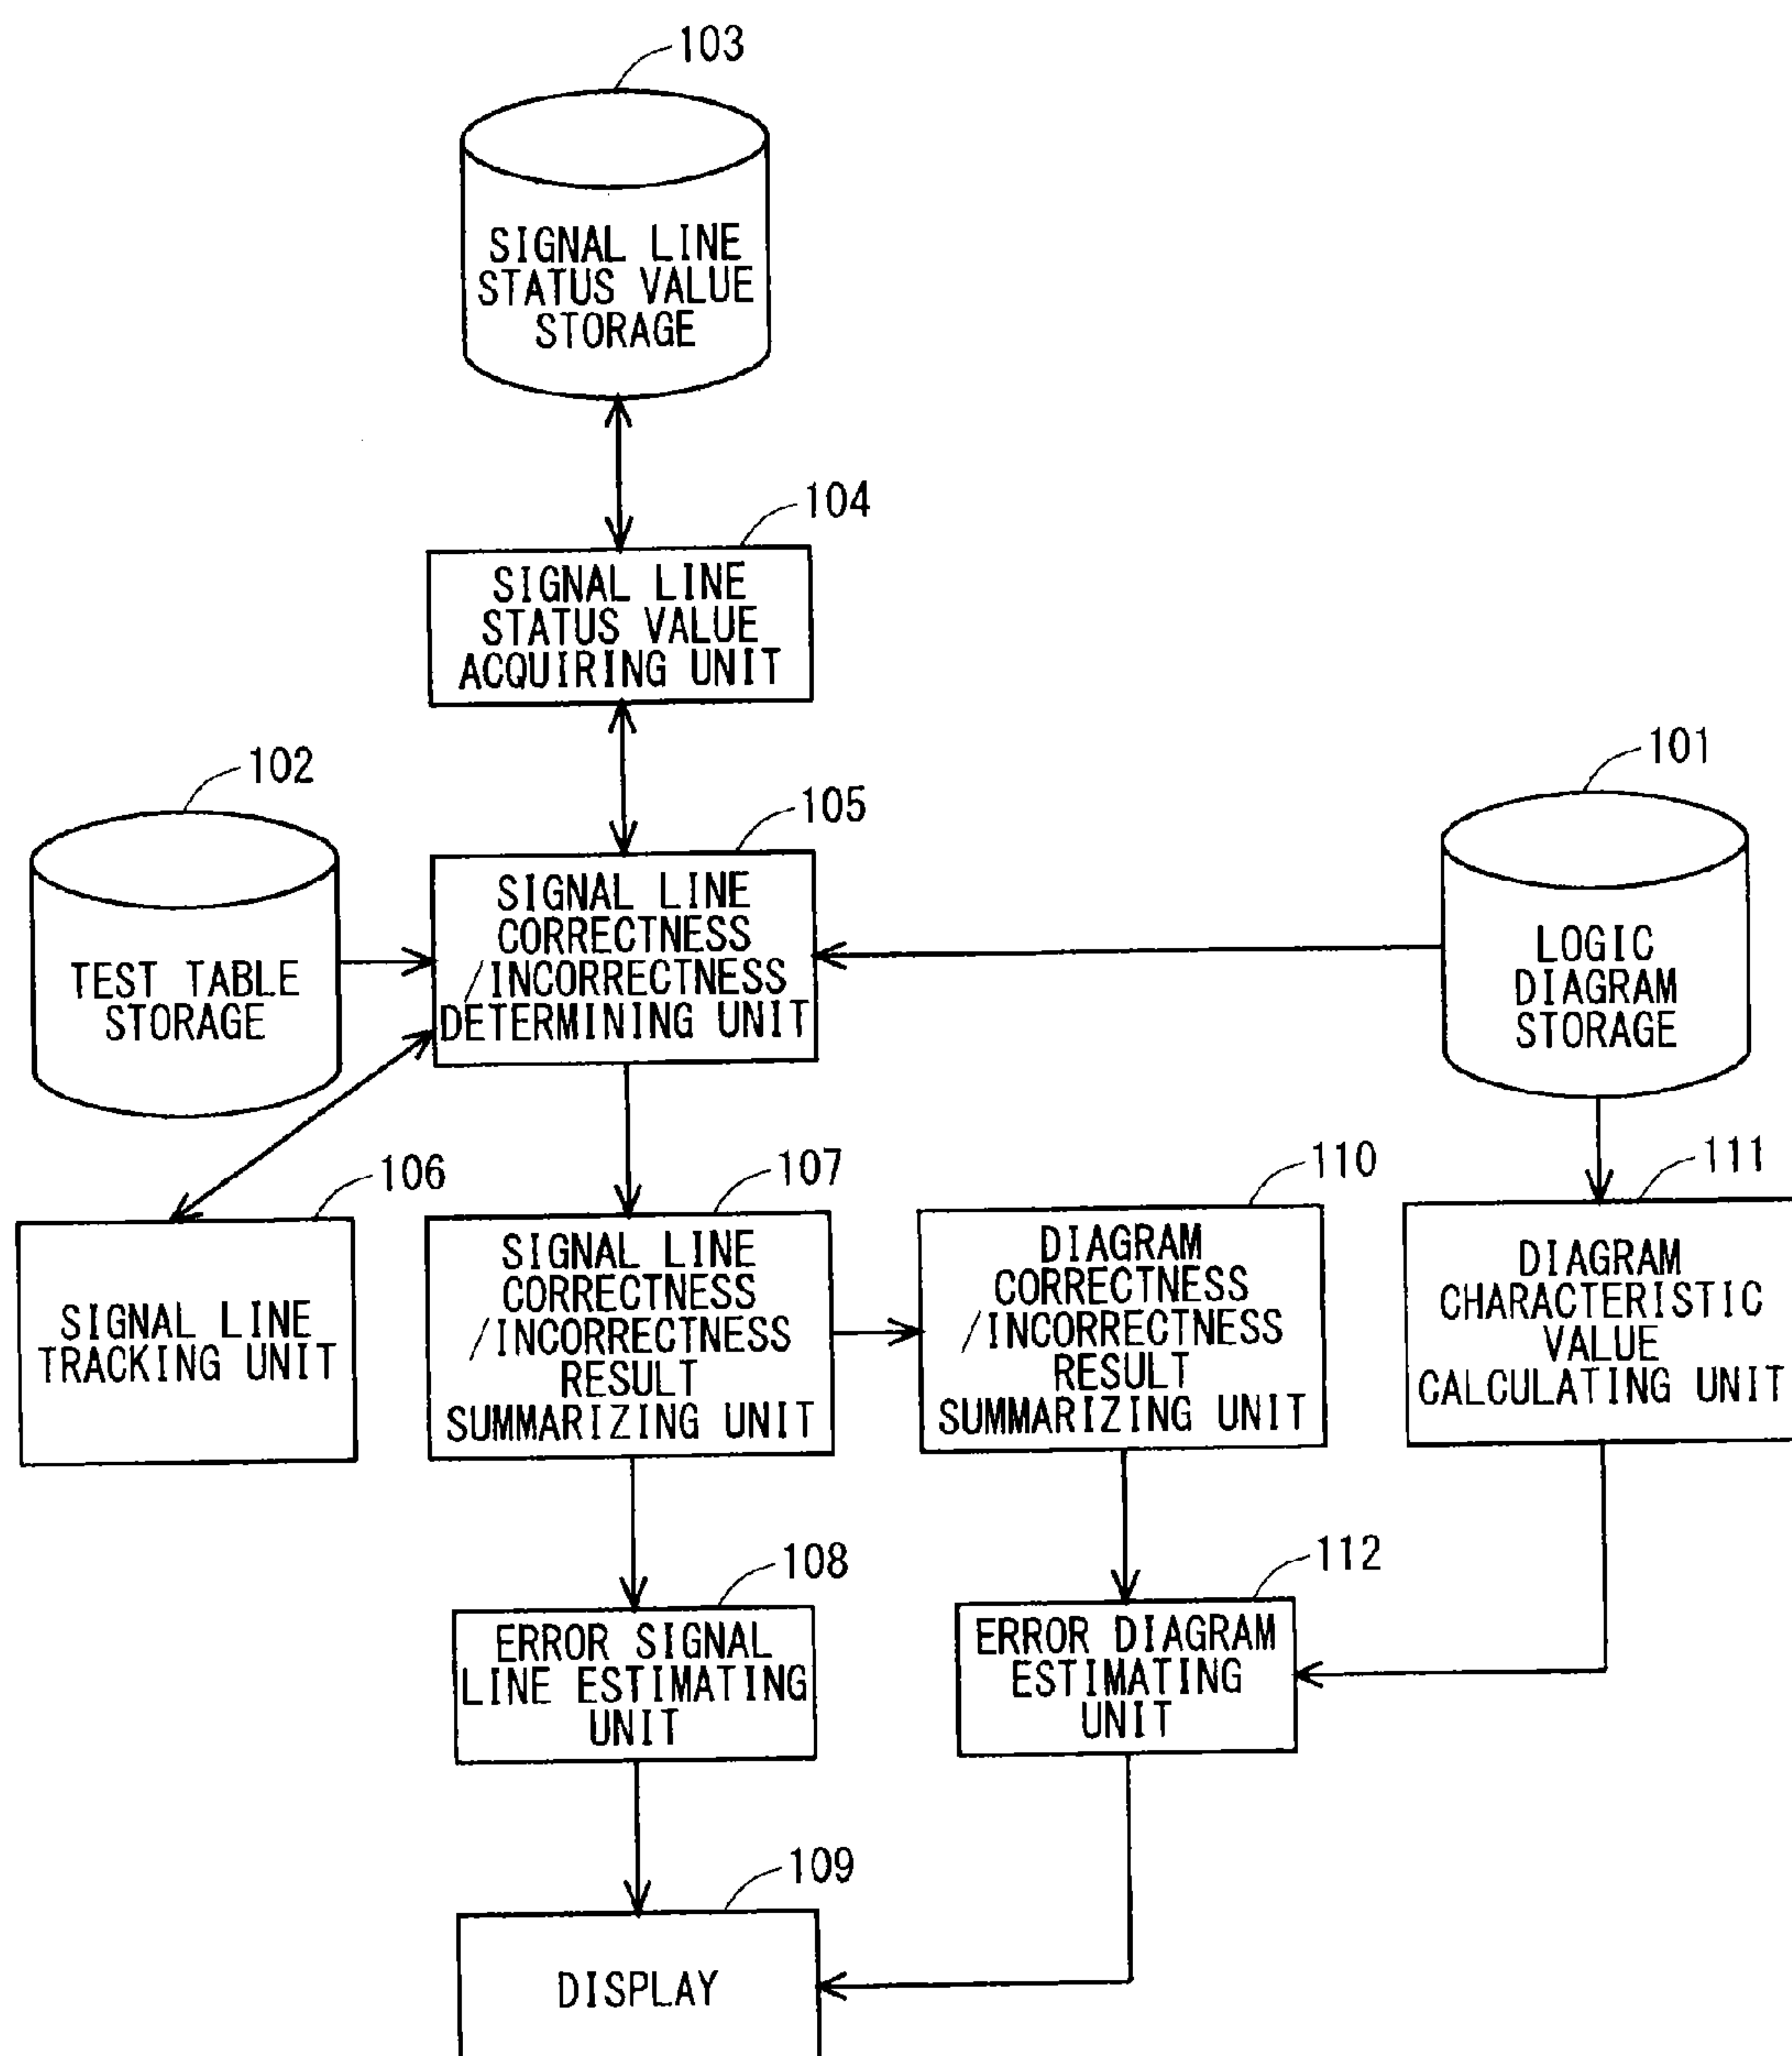 103
SIGNAL LINE
STATUS VALUE
STORAGE
104
SIGNAL LINE
STATUS VALUE
ACQUIRING UNIT
102
TEST TABLE
STORAGE
105
SIGNAL LINE
CORRECTNESS
/INCORRECTNESS
DETERMINING UNIT
101
LOGIC
DIAGRAM
STORAGE
106
SIGNAL LINE
TRACKING UNIT
107
SIGNAL LINE
CORRECTNESS
/INCORRECTNESS
RESULT
SUMMARIZING UNIT
110
DIAGRAM
CORRECTNESS
/INCORRECTNESS
RESULT
SUMMARIZING UNIT
111
DIAGRAM
CHARACTERISTIC
VALUE
CALCULATING UNIT
108
ERROR SIGNAL
LINE ESTIMATING
UNIT
112
ERROR DIAGRAM
ESTIMATING
UNIT
109
DISPLAY